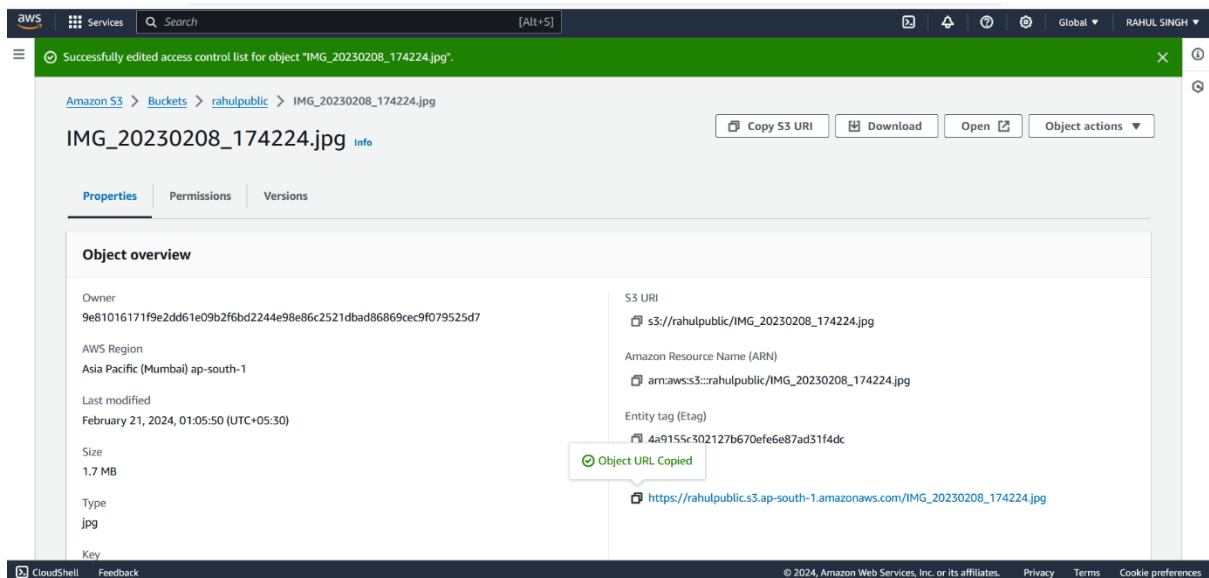 aws Services Search [Alt+S] Global RAHUL SINGH
Successfully edited access control list for object "IMG_20230208_174224.jpg".
Amazon S3 > Buckets > rahulpublic > IMG_20230208_174224.jpg
IMG_20230208_174224.jpg Info
Copy S3 URI Download Open Object actions
Properties Permissions Versions
Object overview
Owner
9e81016171f9e2dd61e09b2f6bd2244e98e86c2521dbad86869cec9f079525d7
AWS Region
Asia Pacific (Mumbai) ap-south-1
Last modified
February 21, 2024, 01:05:50 (UTC+05:30)
Size
1.7 MB
Type
jpg
Key
S3 URI
s3://rahulpublic/IMG_20230208_174224.jpg
Amazon Resource Name (ARN)
arn:aws:s3:::rahulpublic/IMG_20230208_174224.jpg
Entity tag (Etag)
4a9155c302127b670efe6e87ad31f4dc
Object URL Copied
https://rahulpublic.s3.ap-south-1.amazonaws.com/IMG_20230208_174224.jpg
CloudShell Feedback © 2024, Amazon Web Services, Inc. or its affiliates. Privacy Terms Cookie preferences